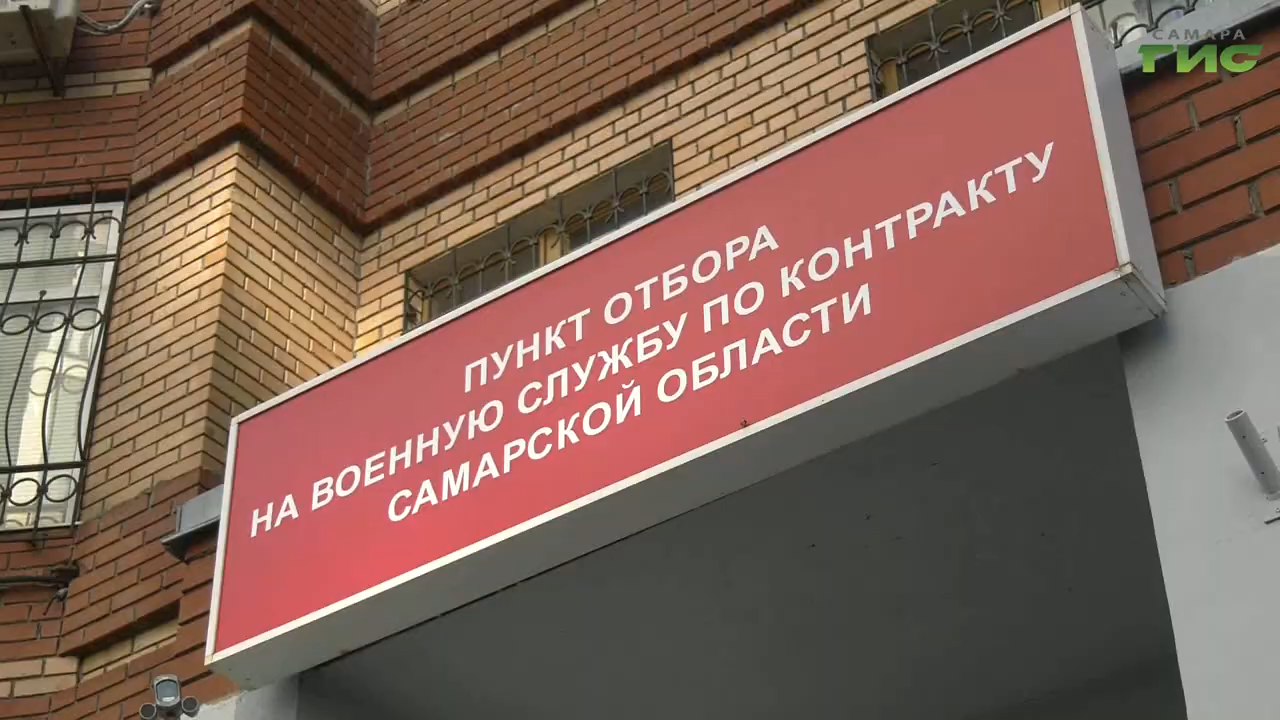 САМАРА
ГИС
ПУНКТ ОТБОРА
НА ВОЕННУЮ СЛУЖБУ ПО КОНТРАКТУ
САМАРСКОЙ ОБЛАСТИ